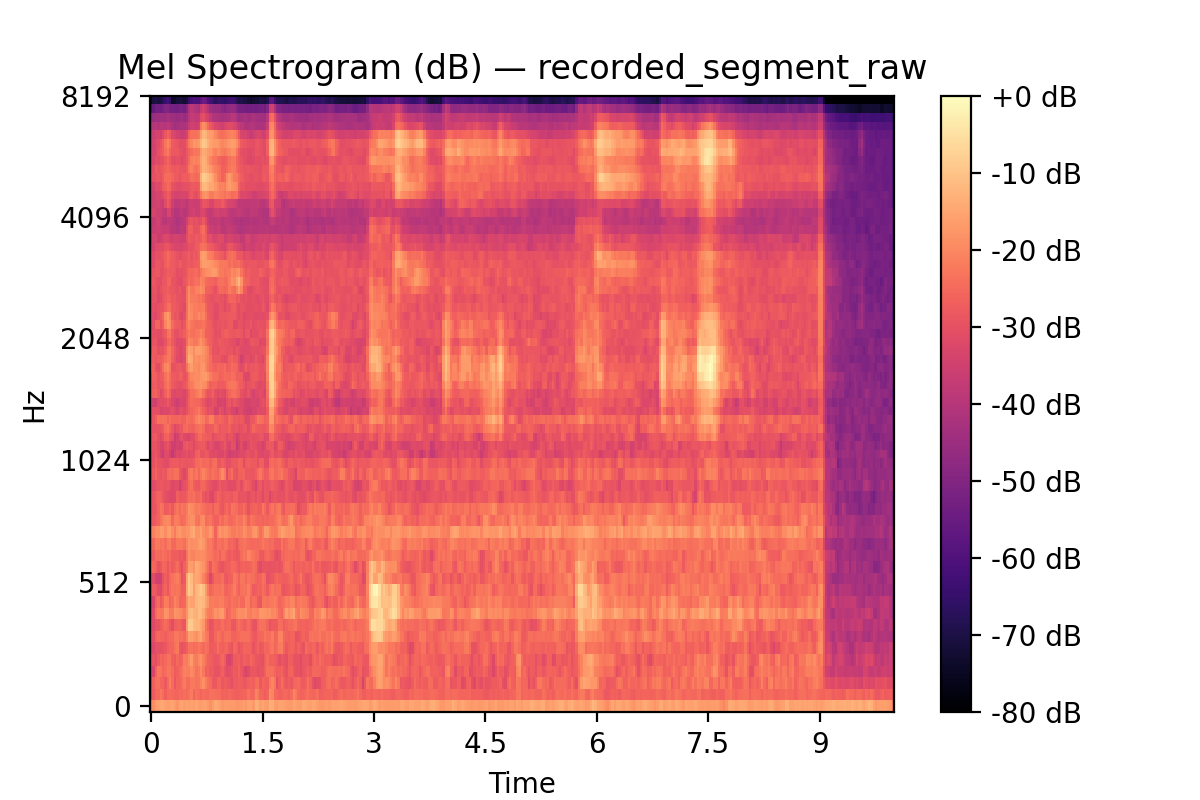 Mel Spectrogram (dB) — recorded_segment_raw
8192
4096
2048
1024
512
0
Hz
0 1.5 3 4.5 6 7.5 9
Time
+0 dB
-10 dB
-20 dB
-30 dB
-40 dB
-50 dB
-60 dB
-70 dB
-80 dB